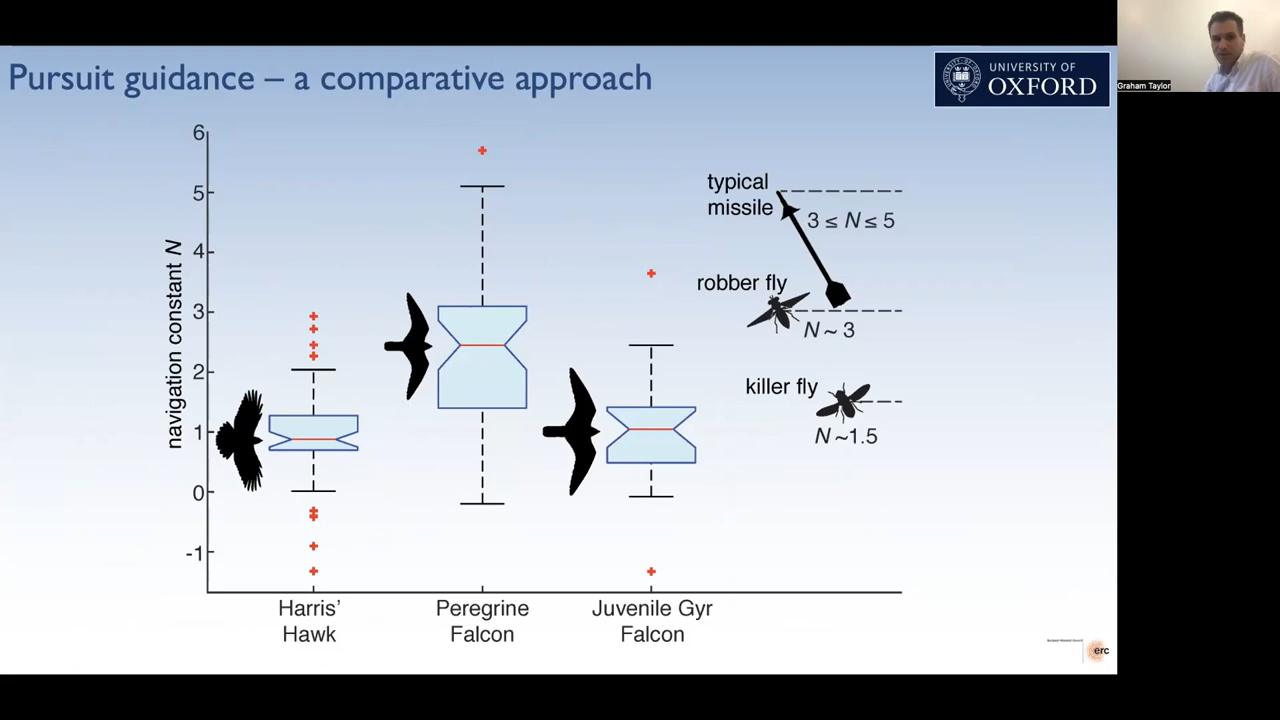 Pursuit guidance – a comparative approach
UNIVERSITY OF
OXFORD
Graham Taylor
navigation constant N
6
5
4
3
2
1
0
-1
Harris’
Hawk
Peregrine
Falcon
Juvenile Gyr
Falcon
typical
missile
3 ≤ N ≤ 5
robber fly
N ~ 3
killer fly
N ~1.5
erc